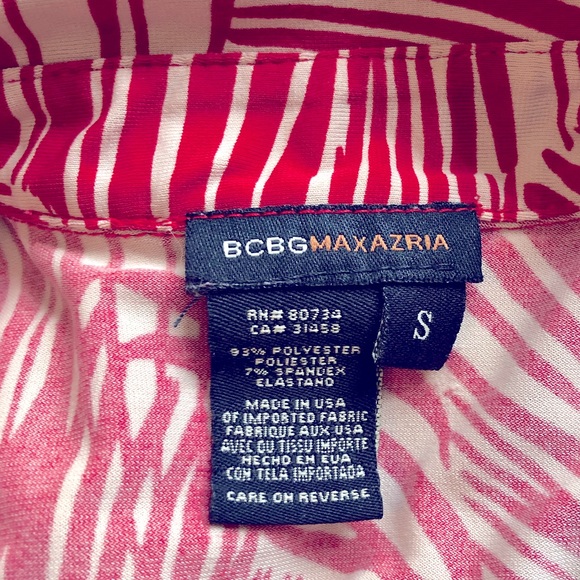 BCBGMAXAZRIA
S
RN# 80734
CA# 31458
93% POLYESTER
POLIESTER
7% SPANDEX
ELASTANO
MADE IN USA
OF IMPORTED FABRIC
FABRIQUE AUX USA
AVEC DU TISSU IMPORTE
HECHO EN EUA
CON TELA IMPORTADA
CARE ON REVERSE